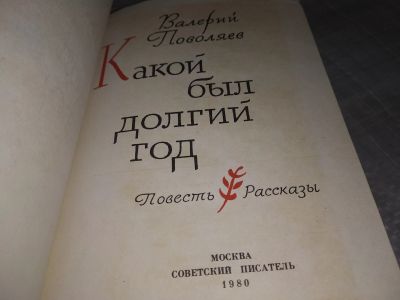 Валерий
Поволяев
Какой
был
долгий
год
Повесть Рассказы
МОСКВА
СОВЕТСКИЙ ПИСАТЕЛЬ
1980